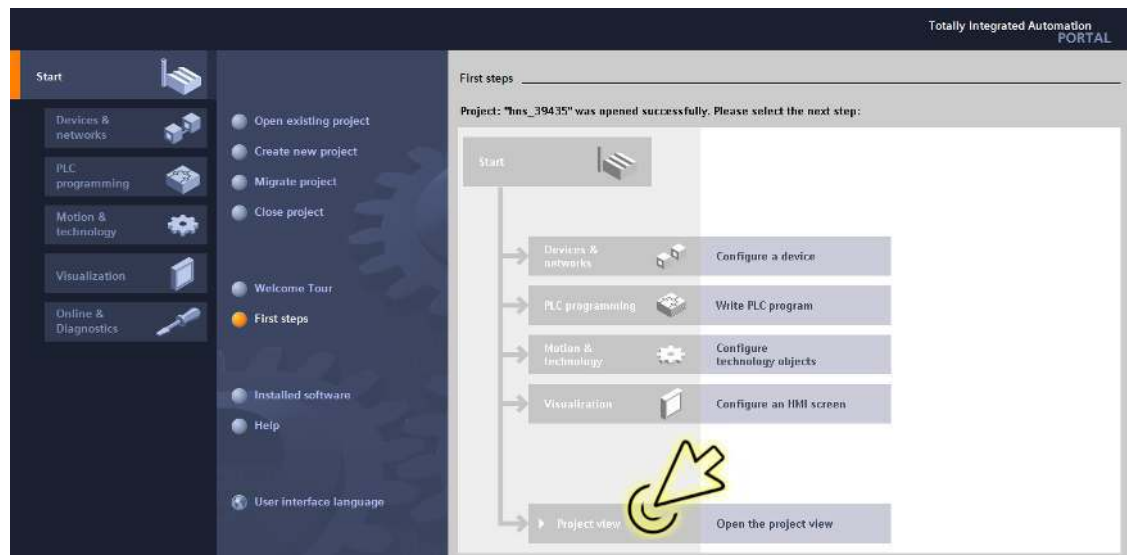 Totally Integrated Automation
PORTAL
Start
Devices &
networks
PLC
programming
Motion &
technology
Visualization
Online &
Diagnostics
Open existing project
Create new project
Migrate project
Close project
Welcome Tour
First steps
Installed software
Help
User interface language
First steps
Project: "hns_39435" was opened successfully. Please select the next step:
Start
Devices &
networks
Configure a device
PLC programming
Write PLC program
Motion &
technology
Configure
technology objects
Visualization
Configure an HMI screen
Project view
Open the project view